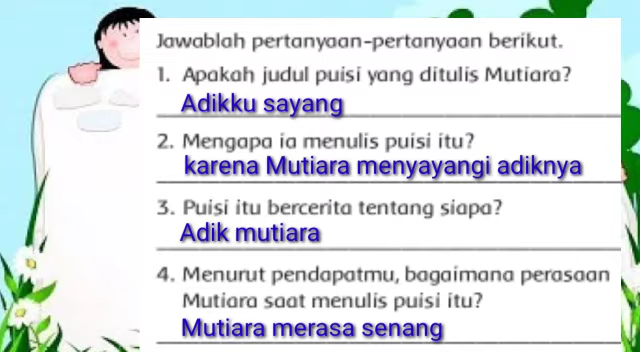 Jawablah pertanyaan-pertanyaan berikut.
1. Apakah judul puisi yang ditulis Mutiara?
Adikku sayang
2. Mengapa ia menulis puisi itu?
karena Mutiara menyayangi adiknya
3. Puisi itu bercerita tentang siapa?
Adik mutiara
4. Menurut pendapatmu, bagaimana perasaan
Mutiara saat menulis puisi itu?
Mutiara merasa senang